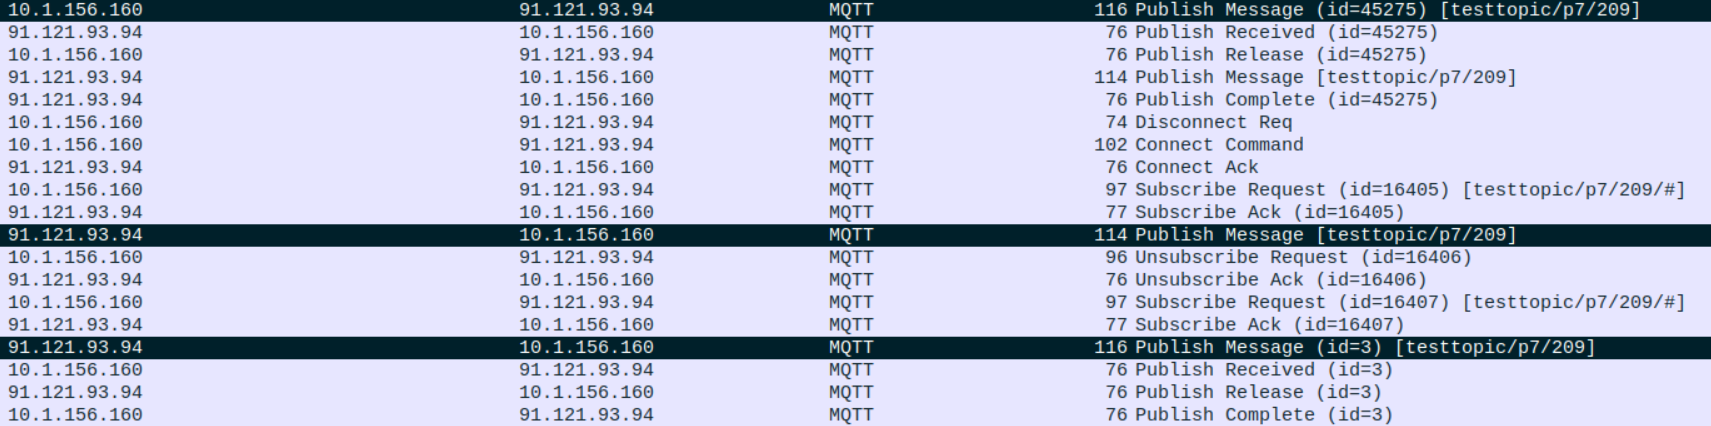 10.1.156.160 91.121.93.94 MQTT 116 Publish Message (id=45275) [testtopic/p7/209]
91.121.93.94 10.1.156.160 MQTT 76 Publish Received (id=45275)
10.1.156.160 91.121.93.94 MQTT 76 Publish Release (id=45275)
91.121.93.94 10.1.156.160 MQTT 114 Publish Message [testtopic/p7/209]
91.121.93.94 10.1.156.160 MQTT 76 Publish Complete (id=45275)
10.1.156.160 91.121.93.94 MQTT 74 Disconnect Req
10.1.156.160 91.121.93.94 MQTT 102 Connect Command
91.121.93.94 10.1.156.160 MQTT 76 Connect Ack
10.1.156.160 91.121.93.94 MQTT 97 Subscribe Request (id=16405) [testtopic/p7/209/#]
91.121.93.94 10.1.156.160 MQTT 77 Subscribe Ack (id=16405)
91.121.93.94 10.1.156.160 MQTT 114 Publish Message [testtopic/p7/209]
10.1.156.160 91.121.93.94 MQTT 96 Unsubscribe Request (id=16406)
91.121.93.94 10.1.156.160 MQTT 76 Unsubscribe Ack (id=16406)
10.1.156.160 91.121.93.94 MQTT 97 Subscribe Request (id=16407) [testtopic/p7/209/#]
91.121.93.94 10.1.156.160 MQTT 77 Subscribe Ack (id=16407)
91.121.93.94 10.1.156.160 MQTT 116 Publish Message (id=3) [testtopic/p7/209]
10.1.156.160 91.121.93.94 MQTT 76 Publish Received (id=3)
91.121.93.94 10.1.156.160 MQTT 76 Publish Release (id=3)
10.1.156.160 91.121.93.94 MQTT 76 Publish Complete (id=3)